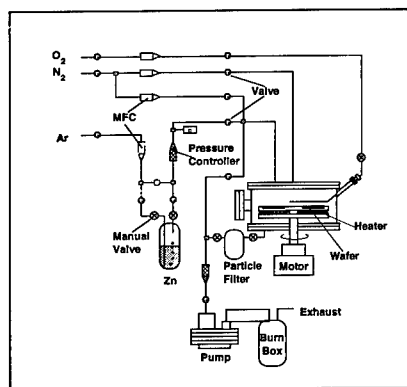 O2
N2
Valve
MFC
Ar
Pressure
Controller
Heater
Wafer
Manual
Valve
Zn
Particle
Filter
Motor
Exhaust
Burn
Box
Pump